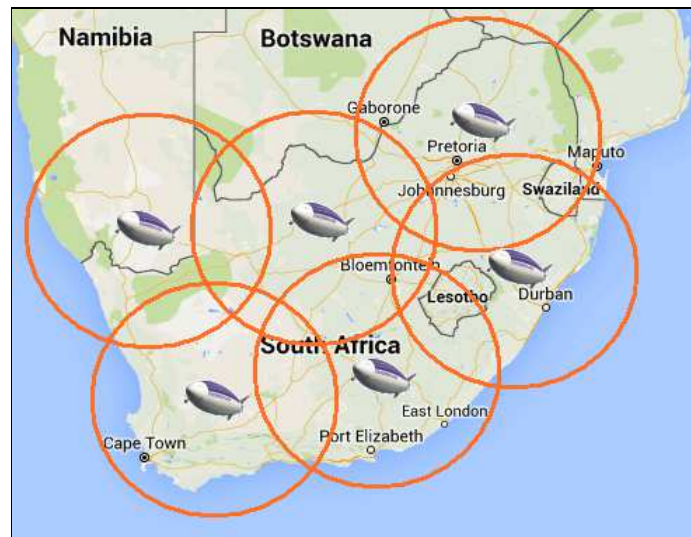 Namibia
Botswana
Gaborone
Pretoria
Maputo
Johannesburg
Swaziland
Bloemfontein
Lesotho
Durban
South Africa
East London
Cape Town
Port Elizabeth